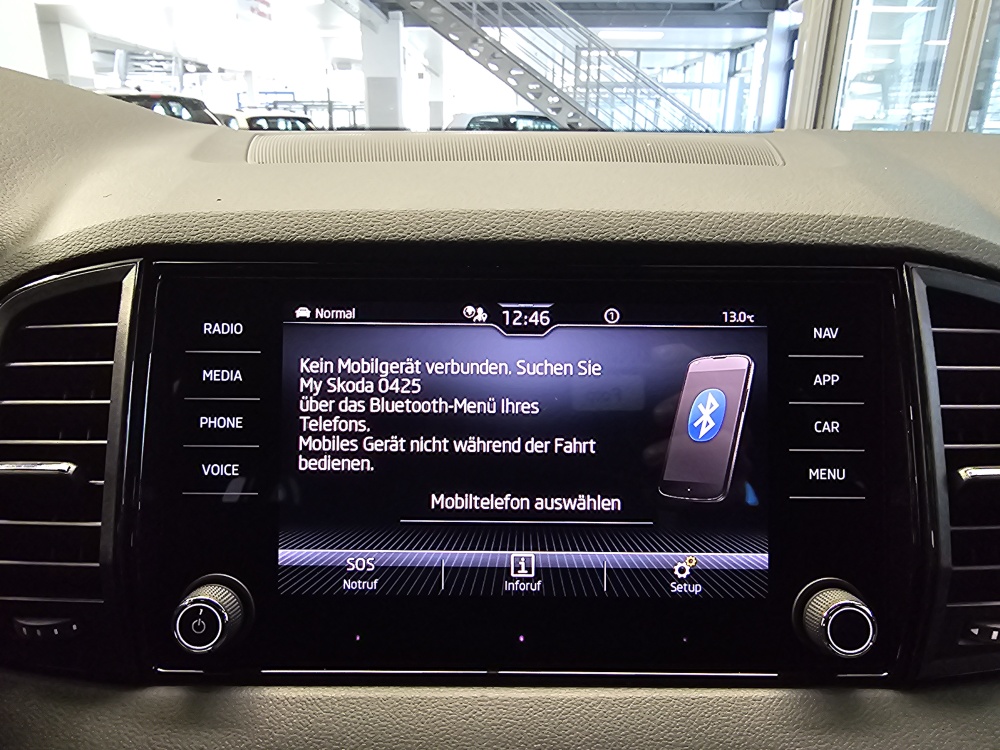 Normal
12:46
1
13.0°C
RADIO
MEDIA
PHONE
VOICE
Kein Mobilgerät verbunden. Suchen Sie
My Skoda 0425
über das Bluetooth-Menü Ihres
Telefons.
Mobiles Gerät nicht während der Fahrt
bedienen.
Mobiltelefon auswählen
SOS
Notruf
i
Inforuf
Setup
NAV
APP
CAR
MENU